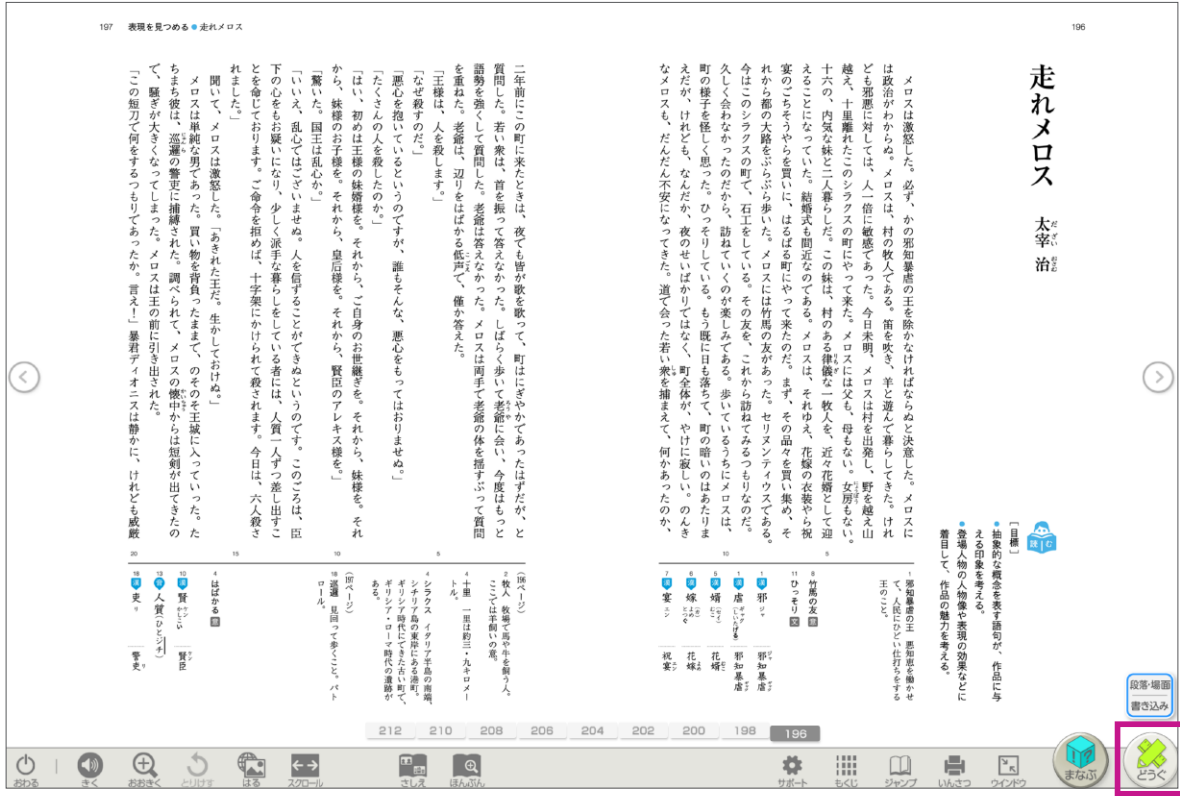 197 表現を見つめる ● 走れメロス
196
走れメロス
太宰 治
だざい おさむ
読む
［目標］
● 抽象的な概念を表す語句が、作品に与
える印象を考える。
● 登場人物の人物像や表現の効果などに
着目して、作品の魅力を考える。
メロスは激怒した。必ず、かの邪知暴虐の王を除かなければならぬと決意した。メロスに
は政治がわからぬ。メロスは、村の牧人である。笛を吹き、羊と遊んで暮らしてきた。けれ
ども邪悪に対しては、人一倍に敏感であった。今日未明、メロスは村を出発し、野を越え山
越え、十里離れたこのシラクスの町にやって来た。メロスには父も、母もない。女房もない。
十六の、内気な妹と二人暮らしだ。この妹は、村のある律儀な一牧人を、近々花婿として迎
えることになっていた。結婚式も間近なのである。メロスは、それゆえ、花嫁の衣装やら祝
宴のごちそうやらを買いに、はるばる町にやって来たのだ。まず、その品々を買い集め、そ
れから都の大路をぶらぶら歩いた。メロスには竹馬の友があった。セリヌンティウスである。
今はこのシラクスの町で、石工をしている。その友を、これから訪ねてみるつもりなのだ。
久しく会わなかったのだから、訪ねていくのが楽しみである。歩いているうちにメロスは、
町の様子を怪しく思った。ひっそりしている。もう既に日も落ちて、町の暗いのはあたりま
えだが、けれども、なんだか、夜のせいばかりではなく、町全体が、やけに寂しい。のんき
なメロスも、だんだん不安になってきた。道で会った若い衆を捕まえて、何かあったのか、
5
10
1 邪知暴虐の王 悪知恵を働かせ
て、人民にひどい仕打ちをする
王のこと。
8 竹馬の友 意
11 ひっそり 文
1 漢 邪 ジャ 邪知暴虐
1 漢 虐 ギャク (しいたげる) 邪知暴虐
5 漢 婿 (セイ) むこ 花婿
6 漢 嫁 (カ) よめ とつぐ 花嫁
7 漢 宴 エン 祝宴
二年前にこの町に来たときは、夜でも皆が歌を歌って、町はにぎやかであったはずだが、と
質問した。若い衆は、首を振って答えなかった。しばらく歩いて老爺に会い、今度はもっと
語勢を強くして質問した。老爺は答えなかった。メロスは両手で老爺の体を揺すぶって質問
を重ねた。老爺は、辺りをはばかる低声で、僅か答えた。
「王様は、人を殺します。」
「なぜ殺すのだ。」
「悪心を抱いているというのですが、誰もそんな、悪心をもってはおりませぬ。」
「たくさんの人を殺したのか。」
「はい、初めは王様の妹婿様を。それから、ご自身のお世継ぎを。それから、妹様を。それ
から、妹様のお子様を。それから、皇后様を。それから、賢臣のアレキス様を。」
「驚いた。国王は乱心か。」
「いいえ、乱心ではございませぬ。人を信ずることができぬというのです。このごろは、臣
下の心をもお疑いになり、少しく派手な暮らしをしている者には、人質一人ずつ差し出すこ
とを命じております。ご命令を拒めば、十字架にかけられて殺されます。今日は、六人殺さ
れました。」
聞いて、メロスは激怒した。「あきれた王だ。生かしておけぬ。」
メロスは単純な男であった。買い物を背負ったままで、のそのそ王城に入っていった。た
ちまち彼は、巡邏の警吏に捕縛された。調べられて、メロスの懐中からは短剣が出てきたの
で、騒ぎが大きくなってしまった。メロスは王の前に引き出された。
「この短刀で何をするつもりであったか。言え！」暴君ディオニスは静かに、けれども威厳
5
10
15
20
(196ページ)
2 牧人 牧場で馬や牛を飼う人。
ここでは羊飼いの意。
4 十里 一里は約三・九キロメー
トル。
4 シラクス イタリア半島の南端、
シチリア島の東岸にある港町。
ギリシア時代にできた古い町で、
ギリシア・ローマ時代の遺跡が
ある。
(197ページ)
18 巡邏 見回って歩くこと。パト
ロール。
4 はばかる 意
10 漢 賢 ケン かしこい 賢臣
13 音 人質(ひとジチ)
18 漢 吏 リ 警吏
段落・場面
書き込み
212 210 208 206 204 202 200 198 196
おわる きく おおきく とりけす はる スクロール さしえ ほんぶん サポート もくじ ジャンプ いんさつ ウインドウ まなぶ どうぐ